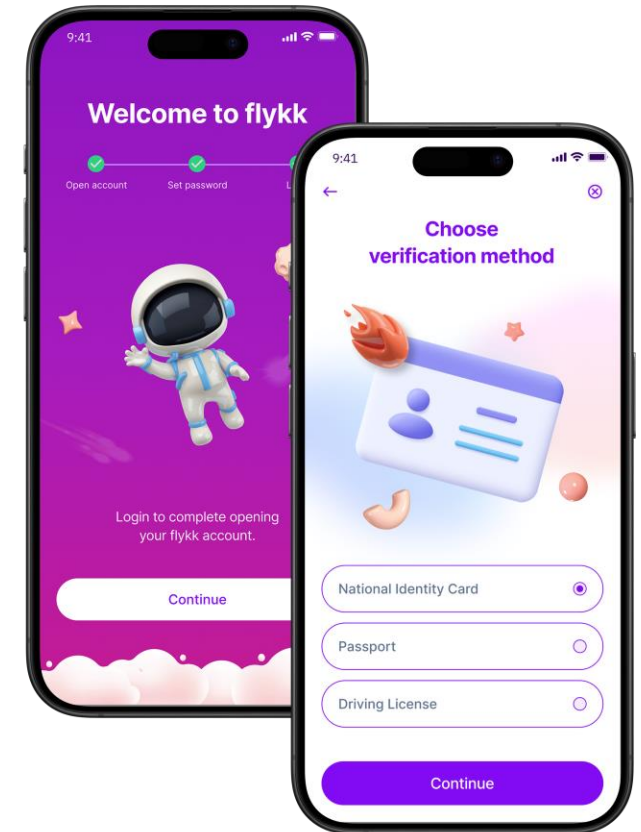 9:41
Welcome to flykk
Open account
Set password
Login to complete opening
your flykk account.
Continue
9:41
Choose
verification method
National Identity Card
Passport
Driving License
Continue